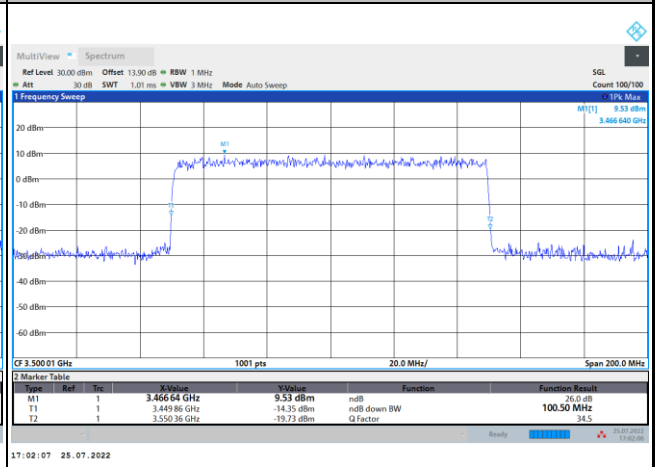 MultiView Spectrum
Ref Level 30.00 dBm Offset 13.90 dB RBW 1 MHz SGL
Att 30 dB SWT 1.01 ms VBW 3 MHz Mode Auto Sweep Count 100/100
1 Frequency Sweep 1Pk Max
M1[1] 9.53 dBm
3.466 640 GHz
20 dBm
M1
10 dBm
0 dBm
-10 dBm
T1
T2
-20 dBm
-30 dBm
-40 dBm
-50 dBm
-60 dBm
CF 3.500 01 GHz 1001 pts 20.0 MHz/ Span 200.0 MHz
2 Marker Table
Type Ref Trc X-Value Y-Value Function Function Result
M1 1 3.466 64 GHz 9.53 dBm ndB 26.0 dB
T1 1 3.449 86 GHz -14.35 dBm ndB down BW 100.50 MHz
T2 1 3.550 36 GHz -19.73 dBm Q Factor 34.5
Ready 25.07.2022
17:02:06
17:02:07 25.07.2022